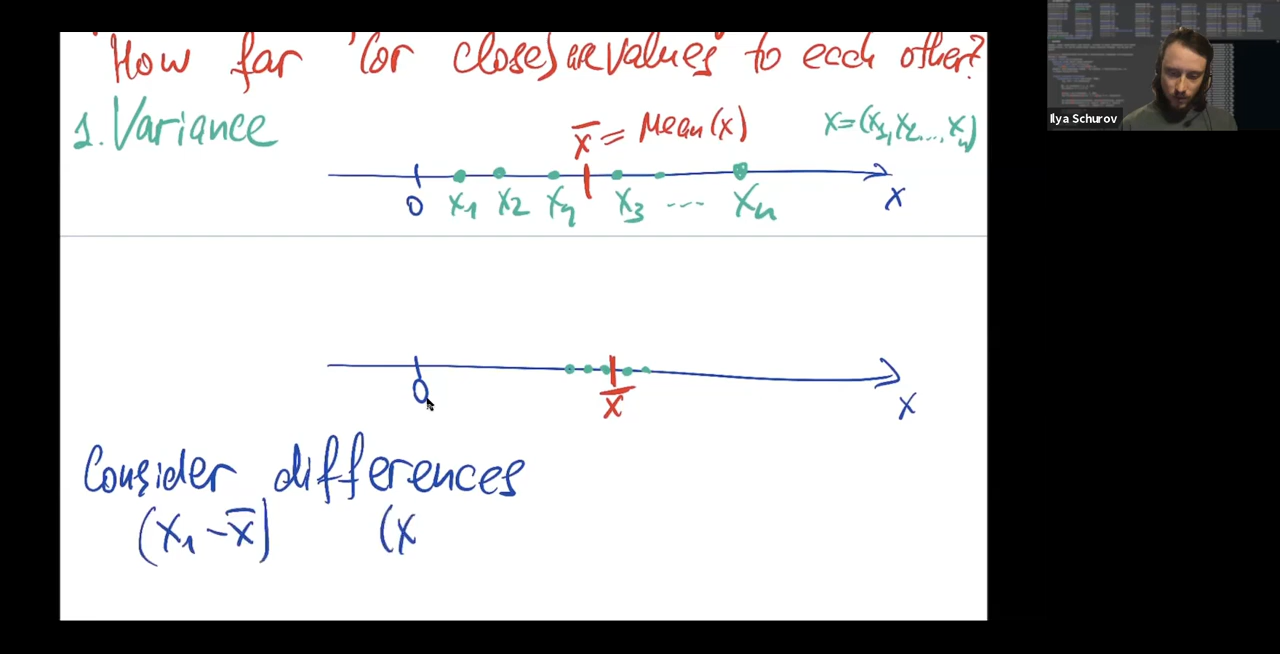 "How far (or close) are values" to each other?
1. Variance
x̄ = Mean(x)
x=(x1, x2, ..., xn)
0 x1 x2 x4 x3 ... xn x
0 x̄ x
Consider differences
(x1 - x̄) (x
Ilya Schurov